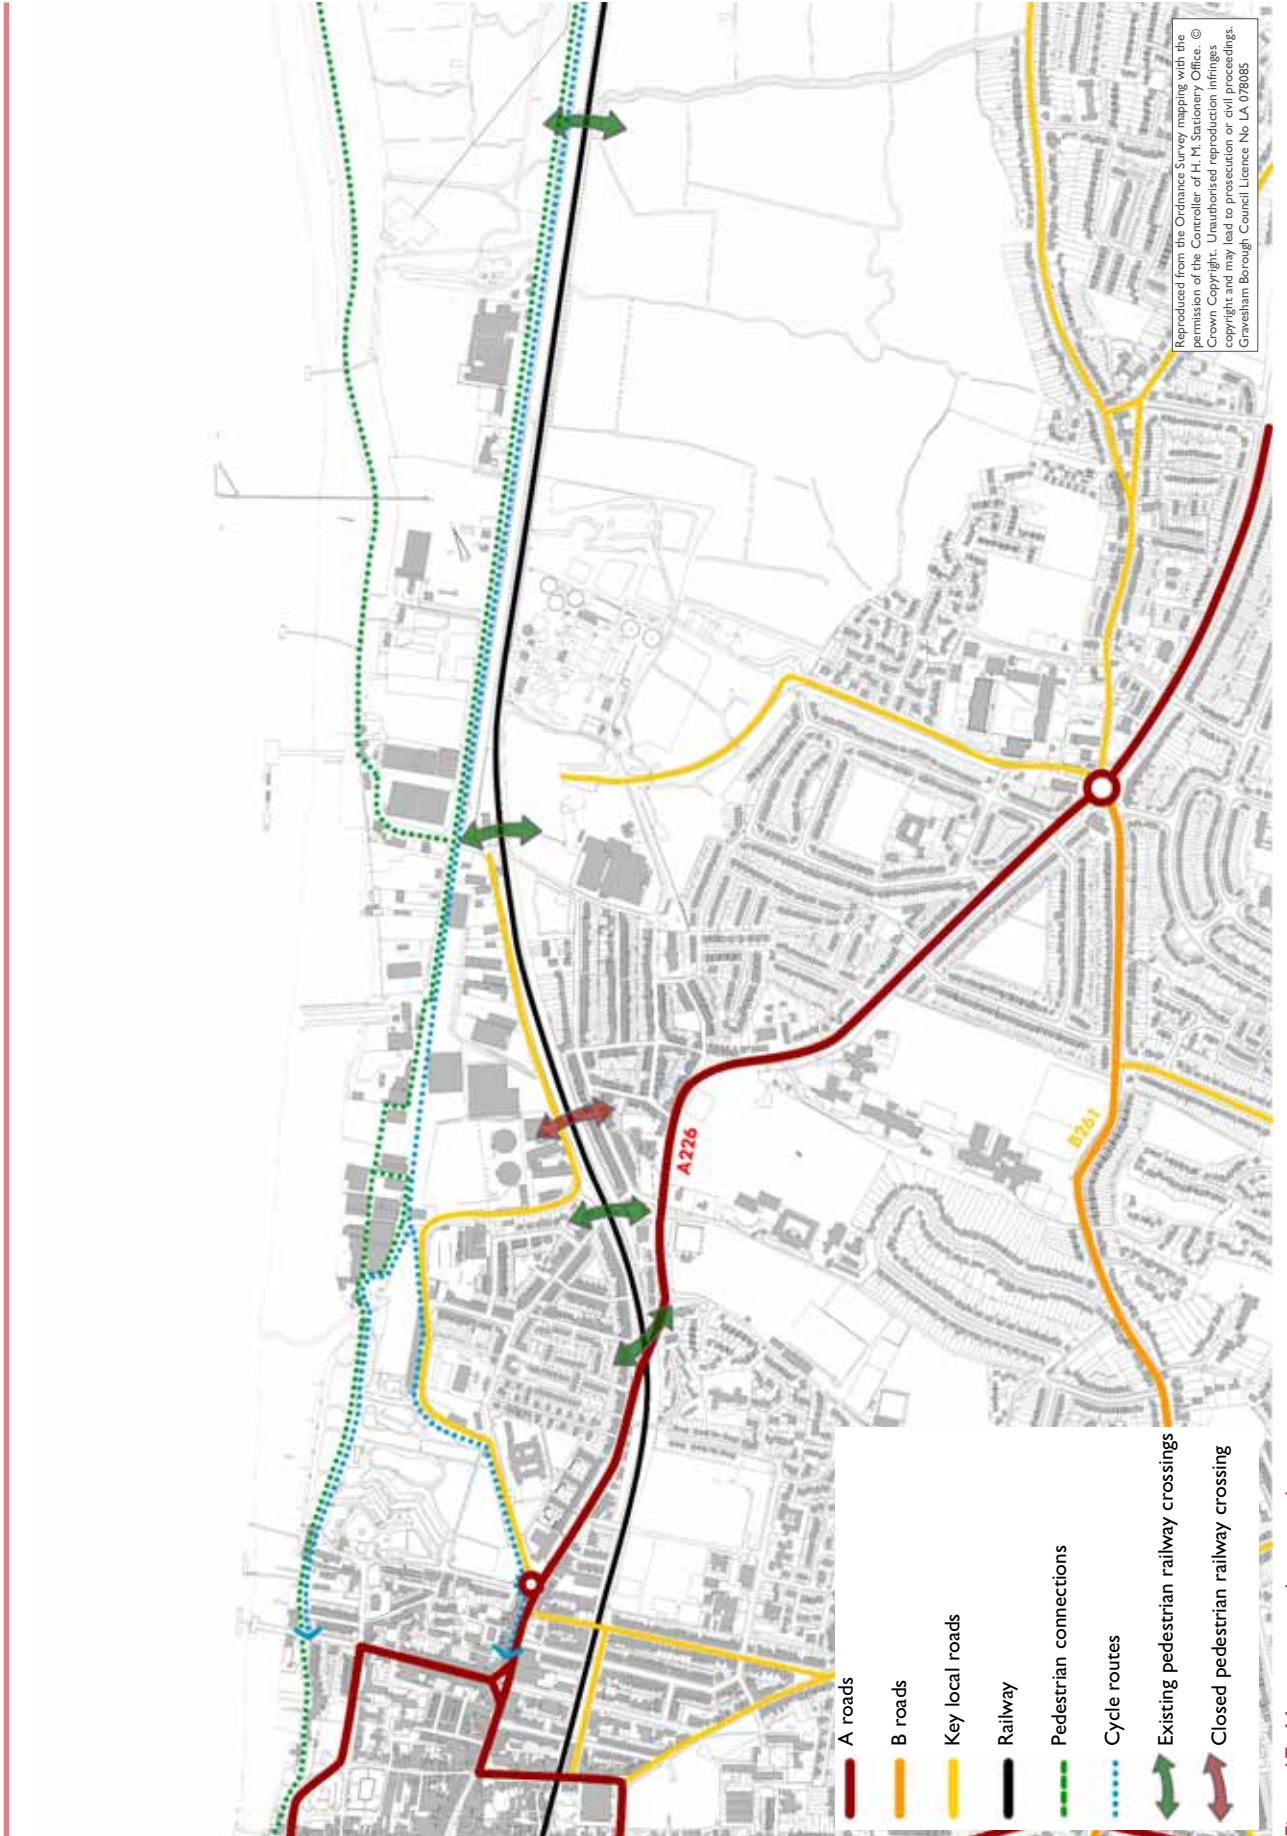 Reproduced from the Ordnance Survey mapping with the
permission of the Controller of H. M. Stationery Office. ©
Crown Copyright. Unauthorised reproduction infringes
copyright and may lead to prosecution or civil proceedings.
Gravesham Borough Council Licence No LA 078085
A226
B261
A roads
B roads
Key local roads
Railway
Pedestrian connections
Cycle routes
Existing pedestrian railway crossings
Closed pedestrian railway crossing